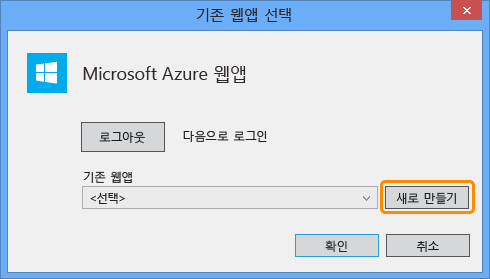 기존 웹앱 선택
Microsoft Azure 웹앱
로그아웃 다음으로 로그인
기존 웹앱
<선택> 새로 만들기
확인 취소